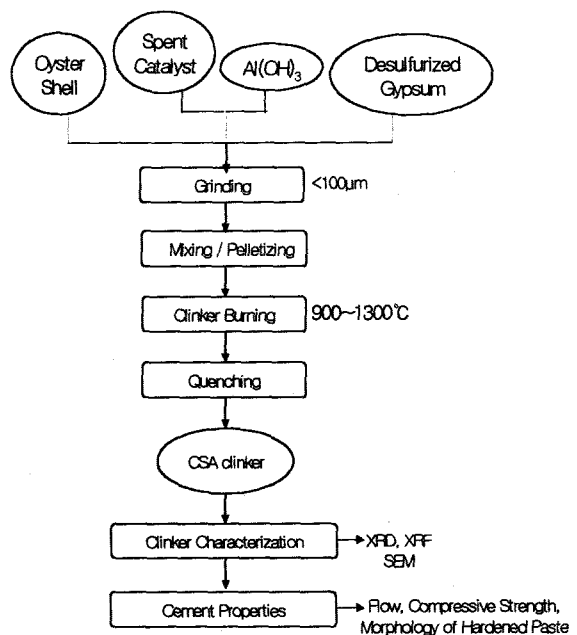 Oyster
Shell
Spent
Catalyst
Al(OH)3
Desulfurized
Gypsum
Grinding
<100μm
Mixing / Pelletizing
Clinker Burning
900~1300℃
Quenching
CSA clinker
Clinker Characterization
XRD, XRF
SEM
Cement Properties
Flow, Compressive Strength,
Morphology of Hardened Paste